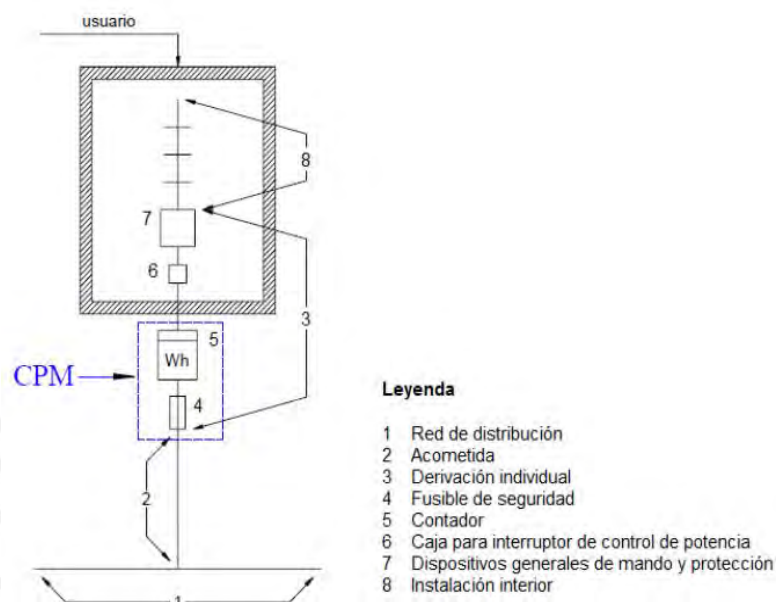 usuario
8
7
6
3
5
Wh
CPM
4
2
1
Leyenda
1 Red de distribución
2 Acometida
3 Derivación individual
4 Fusible de seguridad
5 Contador
6 Caja para interruptor de control de potencia
7 Dispositivos generales de mando y protección
8 Instalación interior